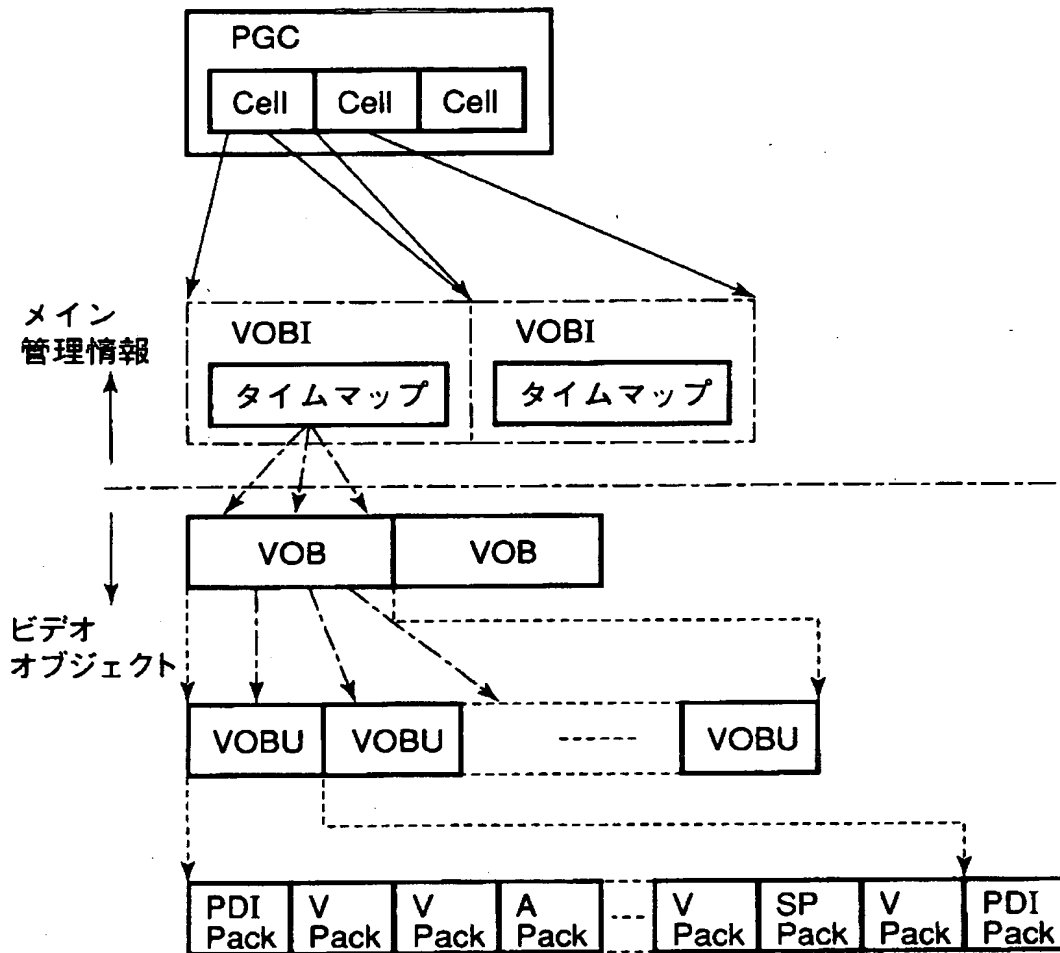 PGC
Cell Cell Cell
メイン
管理情報
VOBI VOBI
タイムマップ タイムマップ
VOB VOB
ビデオ
オブジェクト
VOBU VOBU VOBU
PDI V V A V SP V PDI
Pack Pack Pack Pack Pack Pack Pack Pack